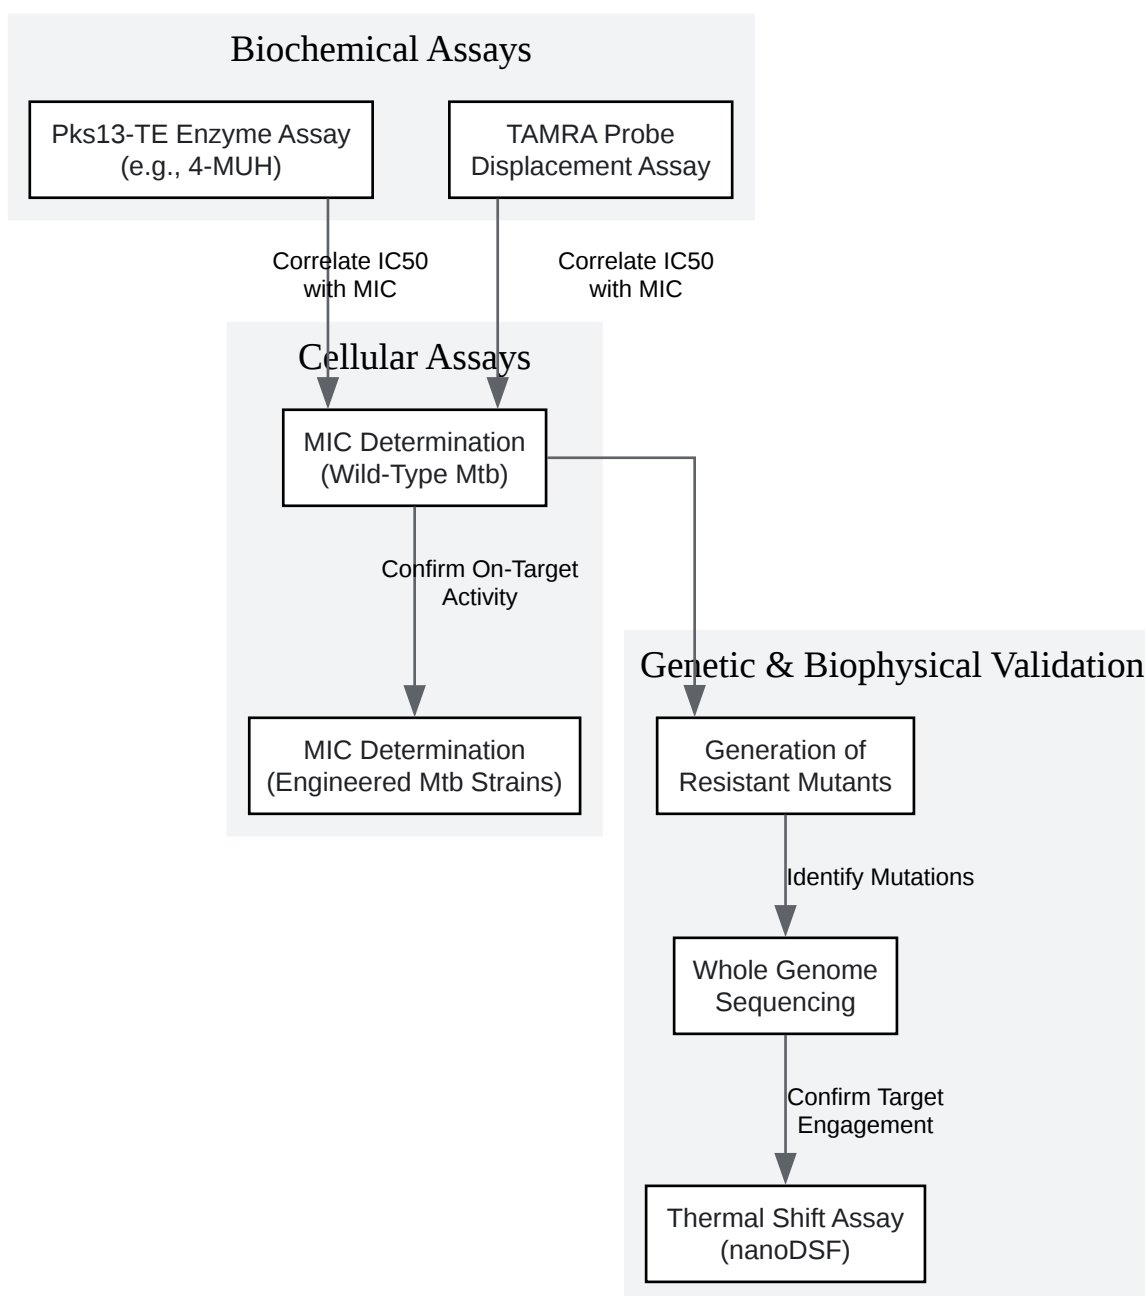 Biochemical Assays
Pks13-TE Enzyme Assay
(e.g., 4-MUH)
TAMRA Probe
Displacement Assay
Correlate IC50
with MIC
Correlate IC50
with MIC
Cellular Assays
MIC Determination
(Wild-Type Mtb)
Confirm On-Target
Activity
MIC Determination
(Engineered Mtb Strains)
Genetic & Biophysical Validation
Generation of
Resistant Mutants
Identify Mutations
Whole Genome
Sequencing
Confirm Target
Engagement
Thermal Shift Assay
(nanoDSF)